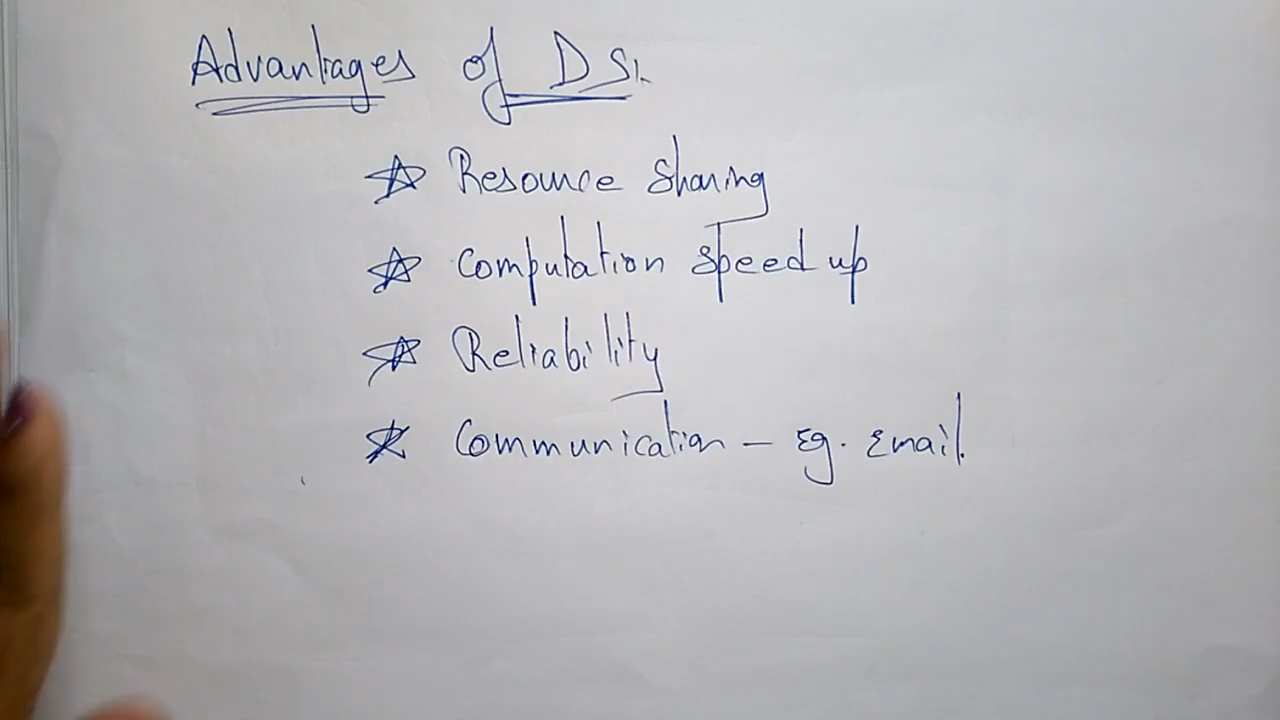 Advantages of DS:
☆ Resource Sharing
☆ Computation speed up
☆ Reliability
☆ Communication – Eg. Email.